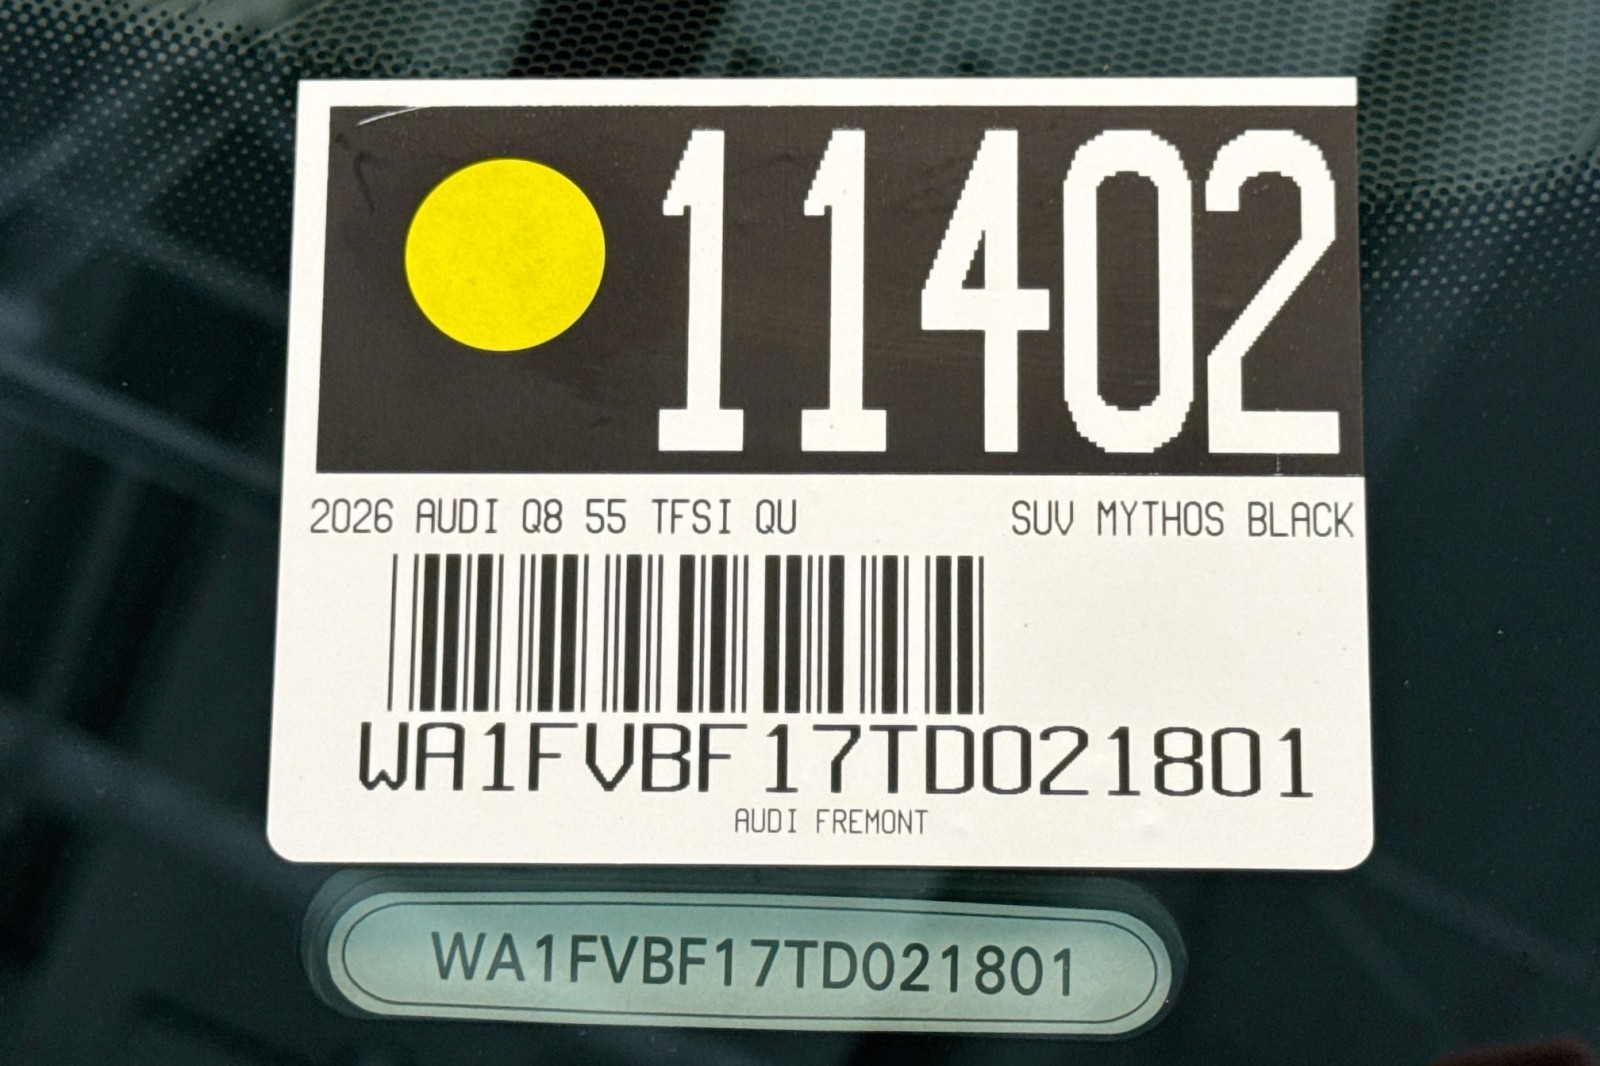 11402
2026 AUDI Q8 55 TFSI QU SUV MYTHOS BLACK
WA1FVBF17TD021801
AUDI FREMONT
WA1FVBF17TD021801